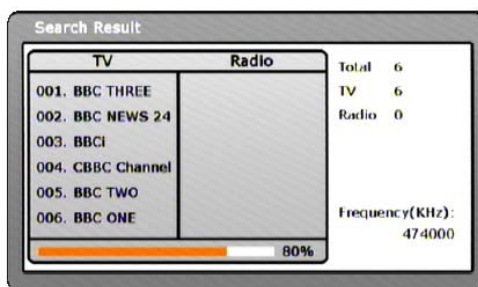 Search Result
TV Radio
001. BBC THREE
002. BBC NEWS 24
003. BBCi
004. CBBC Channel
005. BBC TWO
006. BBC ONE
80%
Total 6
TV 6
Radio 0
Frequency(KHz):
474000